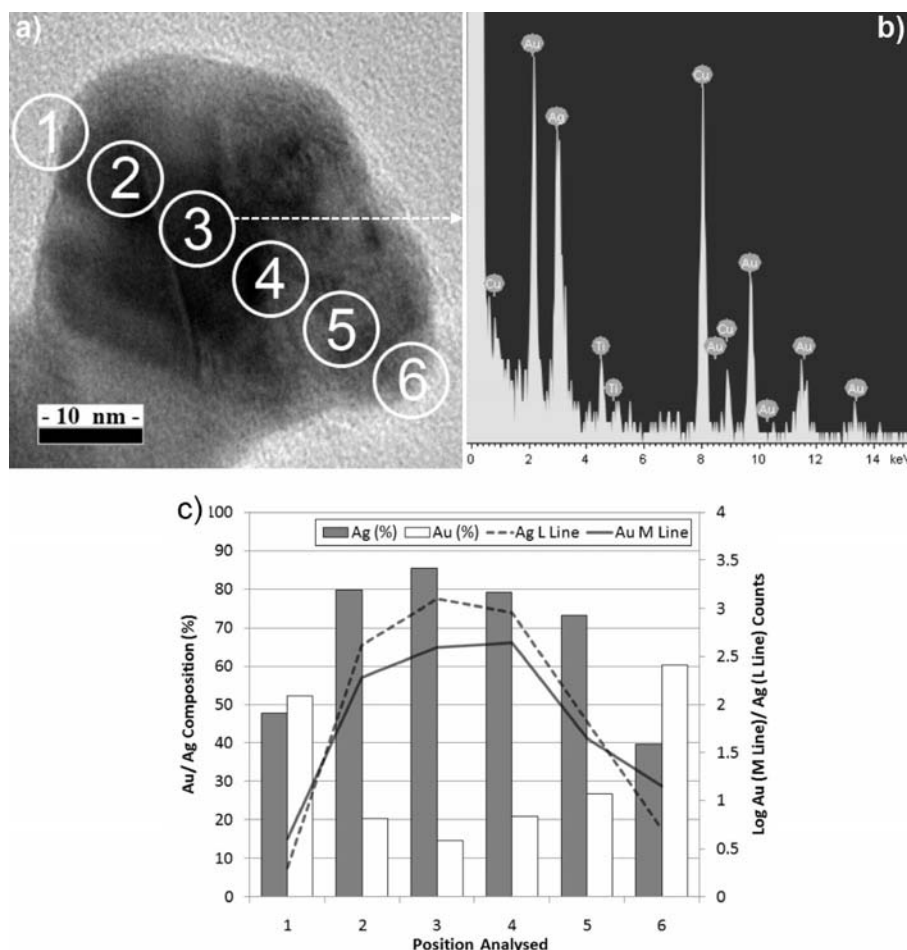 a)
1
2
3
4
5
6
- 10 nm -
b)
Au
Ag
Cu
Cu
Ti
Ti
Au
Cu
Au
Au
Au
Au
0 2 4 6 8 10 12 14 keV
c)
Ag (%) Au (%) Ag L Line Au M Line
Au/ Ag Composition (%)
100
90
80
70
60
50
40
30
20
10
0
4
3.5
3
2.5
2
1.5
1
0.5
0
Log Au (M Line)/ Ag (L Line) Counts
1 2 3 4 5 6
Position Analysed